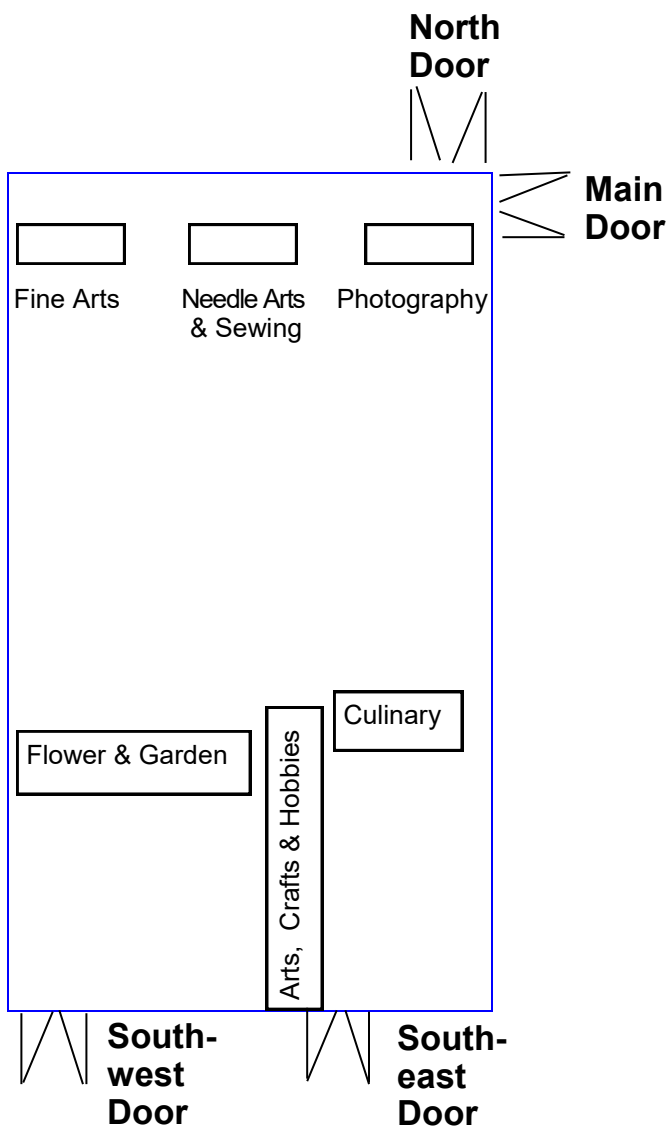 North
Door
Main
Door
Fine Arts
Needle Arts
& Sewing
Photography
Culinary
Flower & Garden
Arts, Crafts & Hobbies
South-
west
Door
South-
east
Door